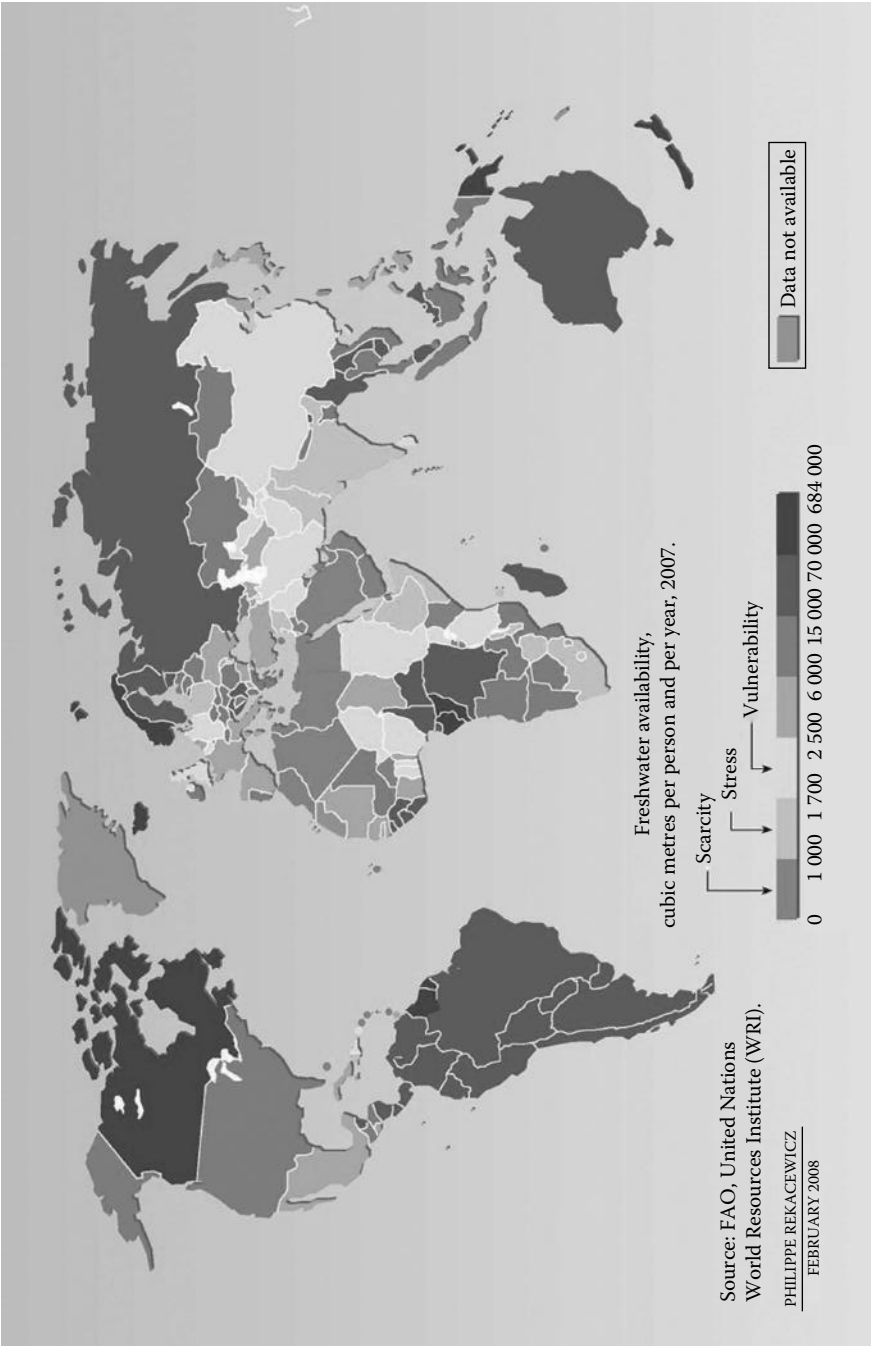 Freshwater availability,
cubic metres per person and per year, 2007.
Scarcity
Stress
Vulnerability
0 1 000 1 700 2 500 6 000 15 000 70 000 684 000
Data not available
Source: FAO, United Nations
World Resources Institute (WRI).
PHILIPPE REKACEWICZ
FEBRUARY 2008